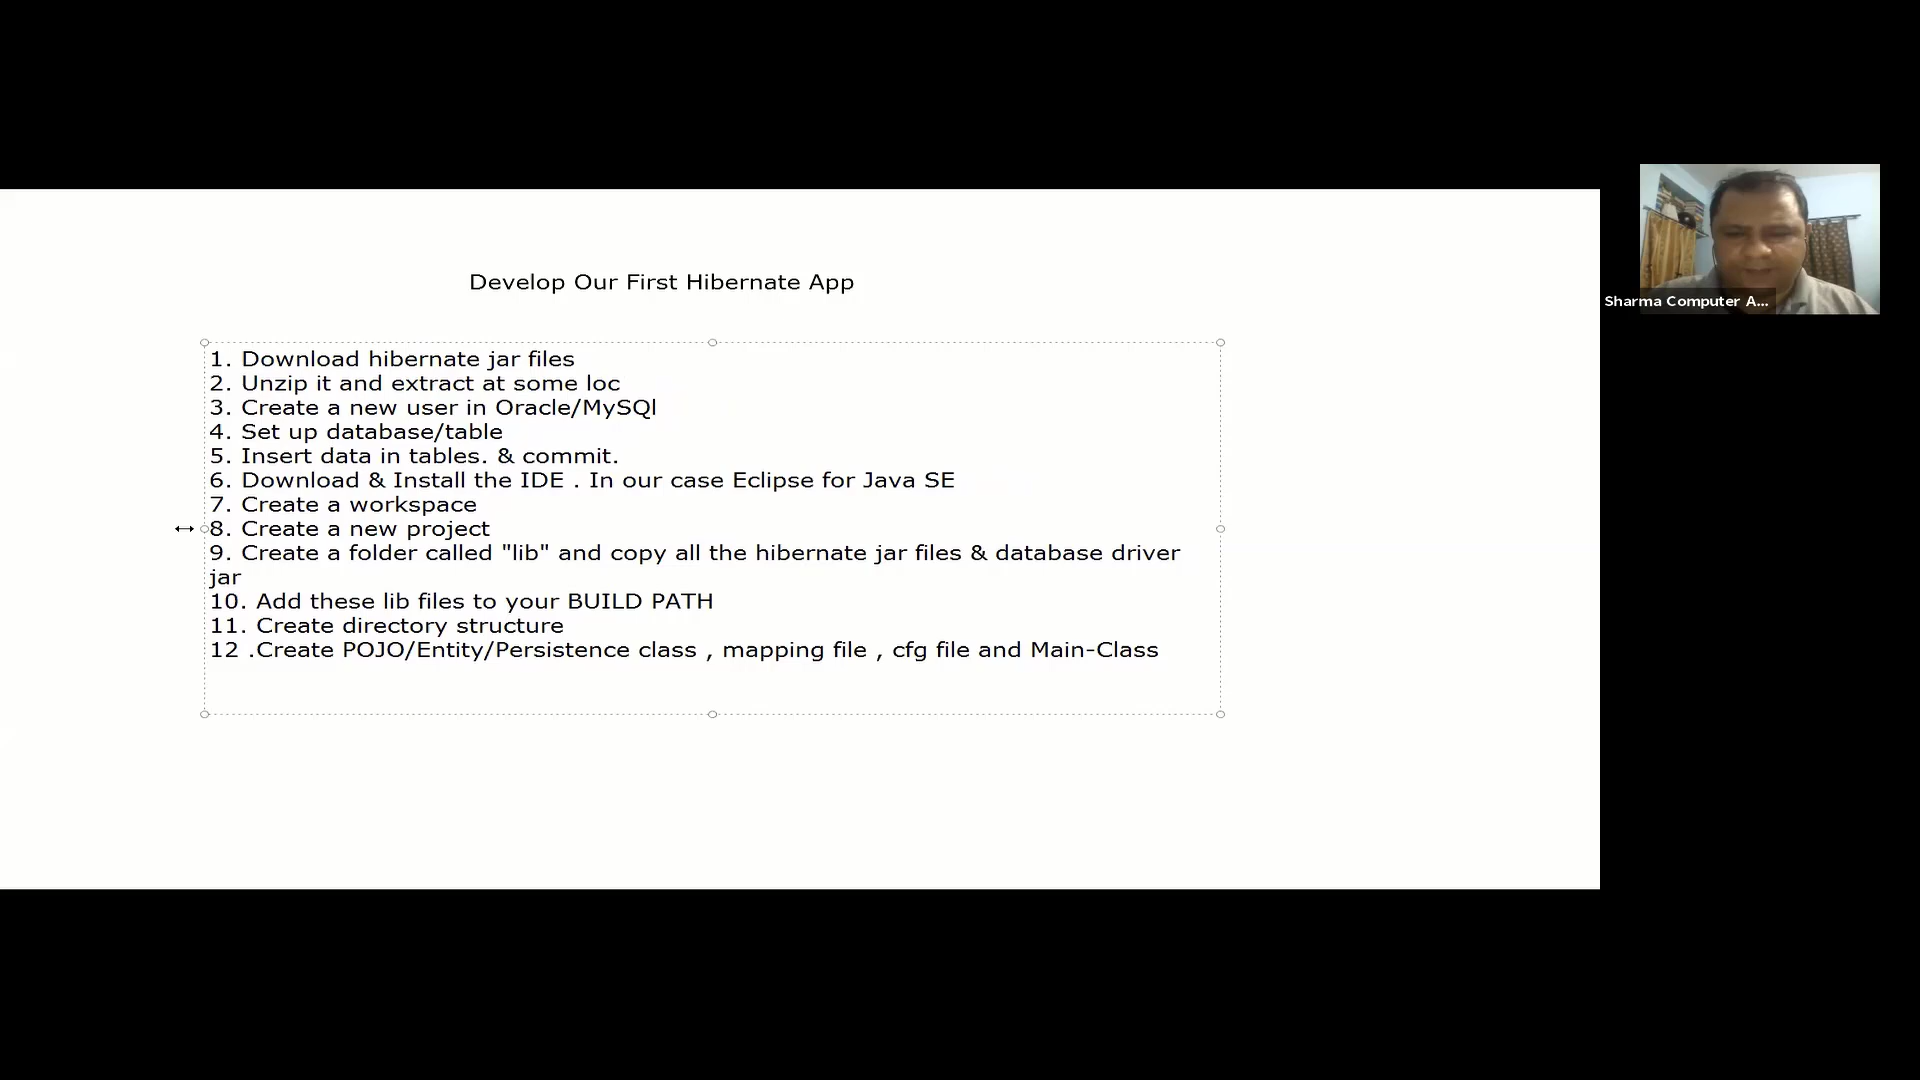 Develop Our First Hibernate App
1. Download hibernate jar files
2. Unzip it and extract at some loc
3. Create a new user in Oracle/MySQl
4. Set up database/table
5. Insert data in tables. & commit.
6. Download & Install the IDE . In our case Eclipse for Java SE
7. Create a workspace
8. Create a new project
9. Create a folder called "lib" and copy all the hibernate jar files & database driver
jar
10. Add these lib files to your BUILD PATH
11. Create directory structure
12 .Create POJO/Entity/Persistence class , mapping file , cfg file and Main-Class
Sharma Computer A...